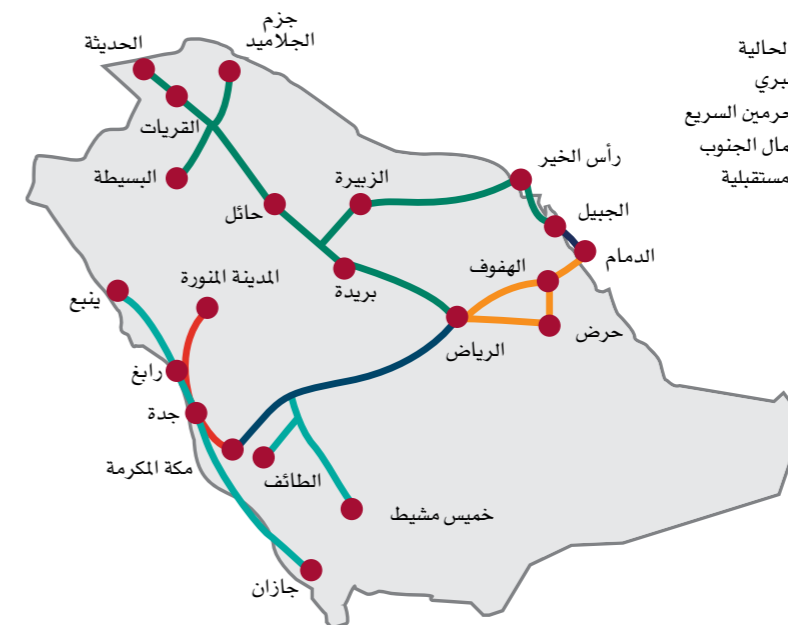 جزم
الجلاميد
الحديثة
القريات
البسيطة
حائل
الزبيرة
رأس الخير
الجبيل
الدمام
الهفوف
حرض
الرياض
بريدة
المدينة المنورة
ينبع
رابغ
جدة
مكة المكرمة
الطائف
خميس مشيط
جازان
لحالية
بري
حرمين السريع
مال الجنوب
مستقبلية